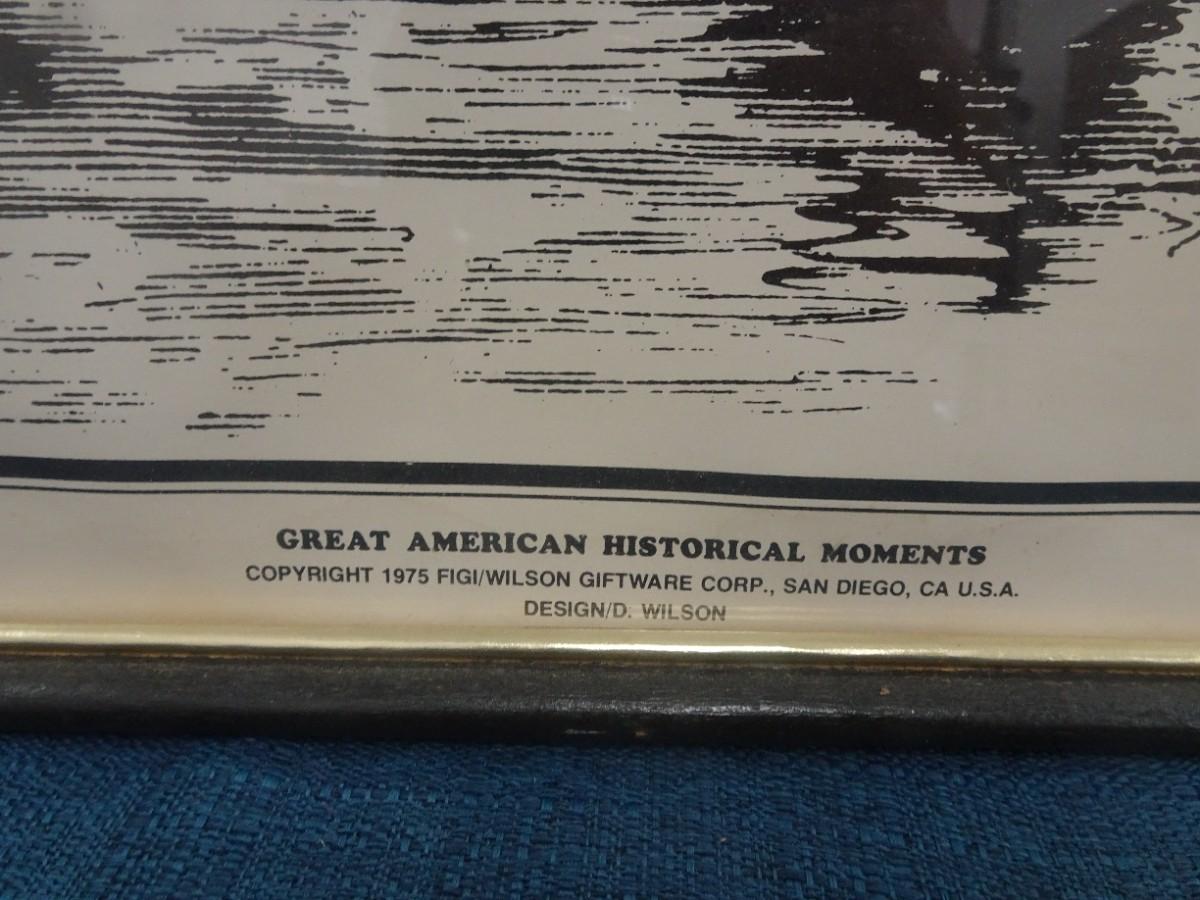 GREAT AMERICAN HISTORICAL MOMENTS
COPYRIGHT 1975 FIGI/WILSON GIFTWARE CORP., SAN DIEGO, CA U.S.A.
DESIGN/D. WILSON